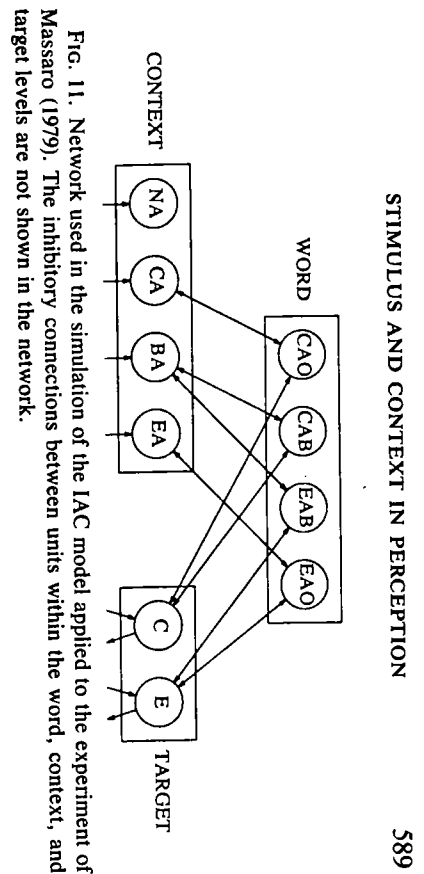 STIMULUS AND CONTEXT IN PERCEPTION 589
WORD
CAO CAB EAB EAO
CONTEXT NA CA BA EA C E TARGET
FIG. 11. Network used in the simulation of the IAC model applied to the experiment of
Massaro (1979). The inhibitory connections between units within the word, context, and
target levels are not shown in the network.